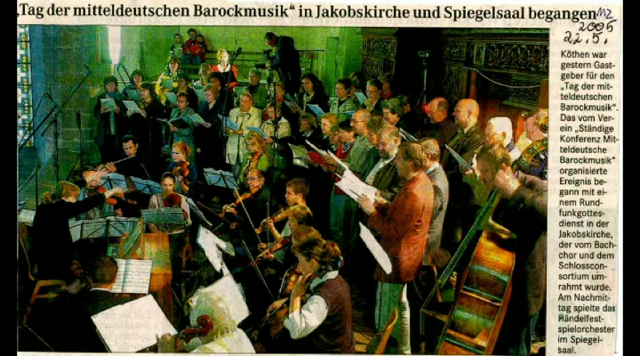 „Tag der mitteldeutschen Barockmusik“ in Jakobskirche und Spiegelsaal begangen
MZ
2005
22.5.
Köthen war
gestern Gast-
geber für den
„Tag der mit-
teldeutschen
Barockmusik“.
Das vom Ver-
ein „Ständige
Konferenz Mit-
teldeutsche
Barockmusik“
organisierte
Ereignis be-
gann mit ei-
nem Rund-
funkgottes-
dienst in der
Jakobskirche,
der vom Bach-
chor und dem
Schlosscon-
sortium um-
rahmt wurde.
Am Nachmit-
tag spielte das
Händelfest-
spielorchester
im Spiegel-
saal.